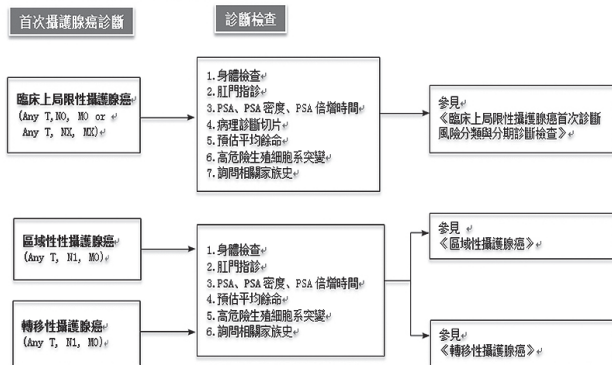 首次攝護腺癌診斷
診斷檢查
臨床上局限性攝護腺癌
(Any T,N0, M0 or
Any T, NX, MX)
1.身體檢查
2.肛門指診
3.PSA、PSA 密度、PSA 倍增時間
4.病理診斷切片
5.預估平均餘命
6.高危險生殖細胞系突變
7.詢問相關家族史
參見
《臨床上局限性攝護腺癌首次診斷
風險分類與分期診斷檢查》
區域性性攝護腺癌
(Any T, N1, M0)
轉移性攝護腺癌
(Any T, N1, M0)
1.身體檢查
2.肛門指診
3.PSA、PSA 密度、PSA 倍增時間
4.預估平均餘命
5.高危險生殖細胞系突變
6.詢問相關家族史
參見
《區域性攝護腺癌》
參見
《轉移性攝護腺癌》